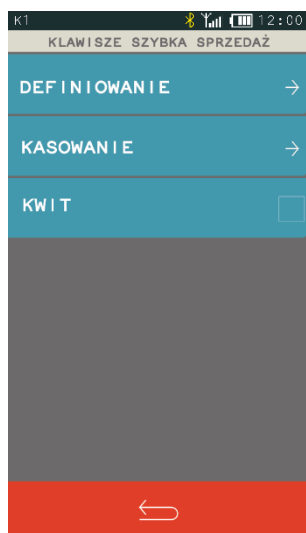 K1 12:00
KLAWISZE SZYBKA SPRZEDAŻ
DEFINIOWANIE
KASOWANIE
KWIT